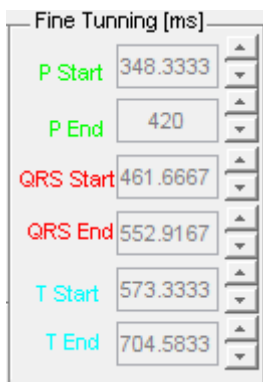 Fine Tunning [ms]
P Start 348.3333
P End 420
QRS Start 461.6667
QRS End 552.9167
T Start 573.3333
T End 704.5833